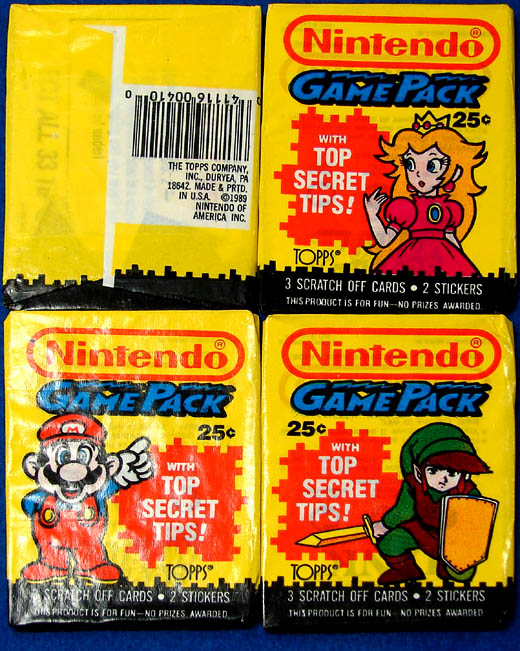 0 41116 00410 0
THE TOPPS COMPANY,
INC., DURYEA, PA
18642. MADE & PRTD.
IN U.S.A. ©1989
NINTENDO OF
AMERICA INC.
Nintendo®
GAME PACK
25¢
WITH
TOP
SECRET
TIPS!
TOPPS®
3 SCRATCH OFF CARDS • 2 STICKERS
THIS PRODUCT IS FOR FUN—NO PRIZES AWARDED.
Nintendo®
GAME PACK
25¢
M
WITH
TOP
SECRET
TIPS!
TOPPS®
3 SCRATCH OFF CARDS • 2 STICKERS
THIS PRODUCT IS FOR FUN—NO PRIZES AWARDED.
Nintendo®
GAME PACK
25¢
WITH
TOP
SECRET
TIPS!
TOPPS®
3 SCRATCH OFF CARDS • 2 STICKERS
THIS PRODUCT IS FOR FUN—NO PRIZES AWARDED.